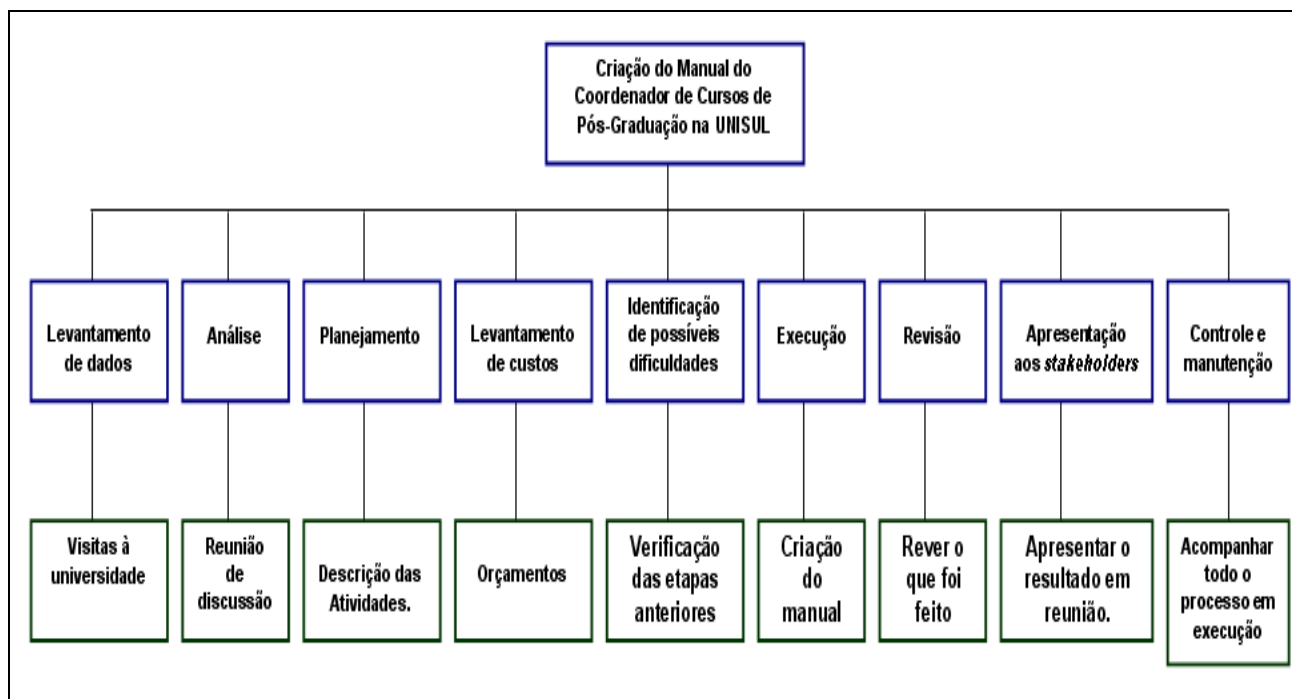 Criação do Manual do
Coordenador de Cursos de
Pós-Graduação na UNISUL
Levantamento
de dados
Análise
Planejamento
Levantamento
de custos
Identificação
de possíveis
dificuldades
Execução
Revisão
Apresentação
aos stakeholders
Controle e
manutenção
Visitas à
universidade
Reunião
de
discussão
Descrição das
Atividades.
Orçamentos
Verificação
das etapas
anteriores
Criação
do
manual
Rever o
que foi
feito
Apresentar o
resultado em
reunião.
Acompanhar
todo o
processo em
execução